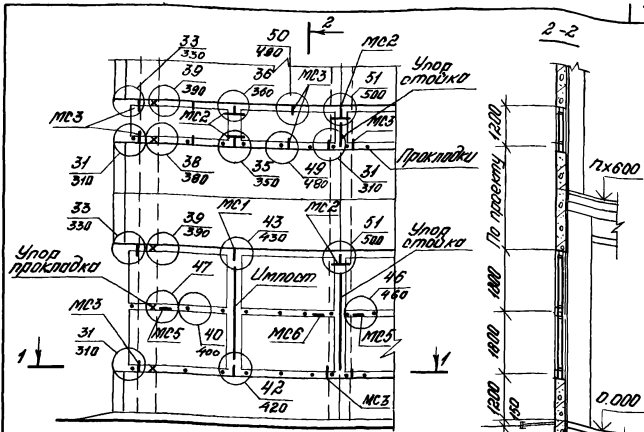 2
2-2
33
330
39
390
36
360
50
480
МС3
МС2
51
500
Упор
стойка
МС3
МС2
МС3
Прокладки
31
310
38
380
35
350
49
480
31
310
1200
По проекту
n×600
33
330
39
390
МС1
43
430
МС2
51
500
Упор
стойка
Упор
прокладка
47
Импост
46
460
МС3
МС5
40
400
МС6
МС5
1
31
310
1
42
420
МС3
1800
1800
1200
150
0.000